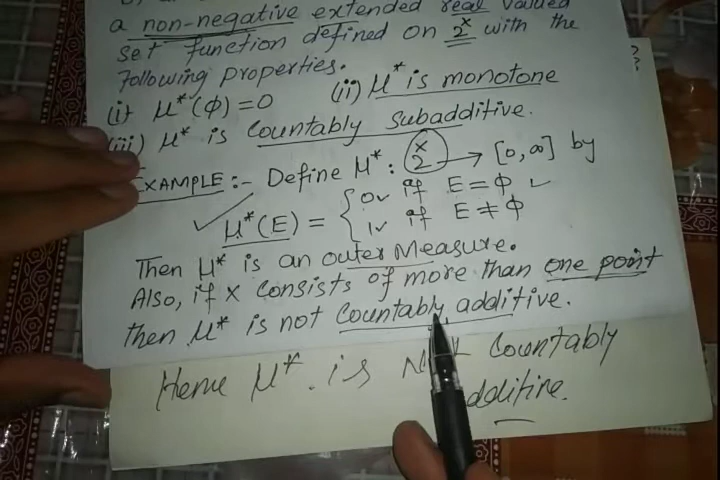 a non-negative extended real valued
set function defined on 2^X with the
following properties.
(i) μ*(ϕ) = 0 (ii) μ* is monotone
(iii) μ* is Countably Subadditive.
EXAMPLE:- Define μ* : 2^X → [0, ∞] by
μ*(E) = { 0 if E = ϕ
1 if E ≠ ϕ
Then μ* is an outer Measure.
Also, if X consists of more than one point
then μ* is not Countably additive.
Hence μ* is Not Countably
additive.